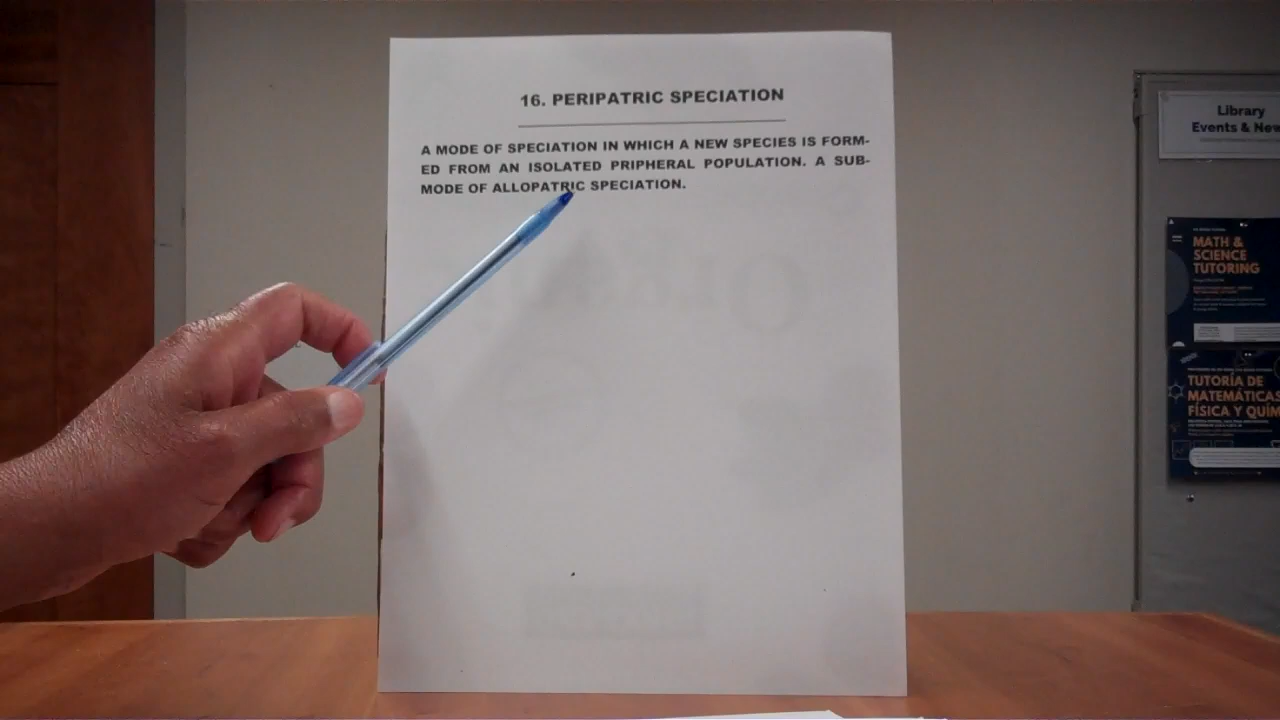 16. PERIPATRIC SPECIATION
A MODE OF SPECIATION IN WHICH A NEW SPECIES IS FORM-
ED FROM AN ISOLATED PRIPHERAL POPULATION. A SUB-
MODE OF ALLOPATRIC SPECIATION.
Library
Events & New
MATH &
SCIENCE
TUTORING
TUTORÍA DE
MATEMÁTICAS
FÍSICA Y QUÍM